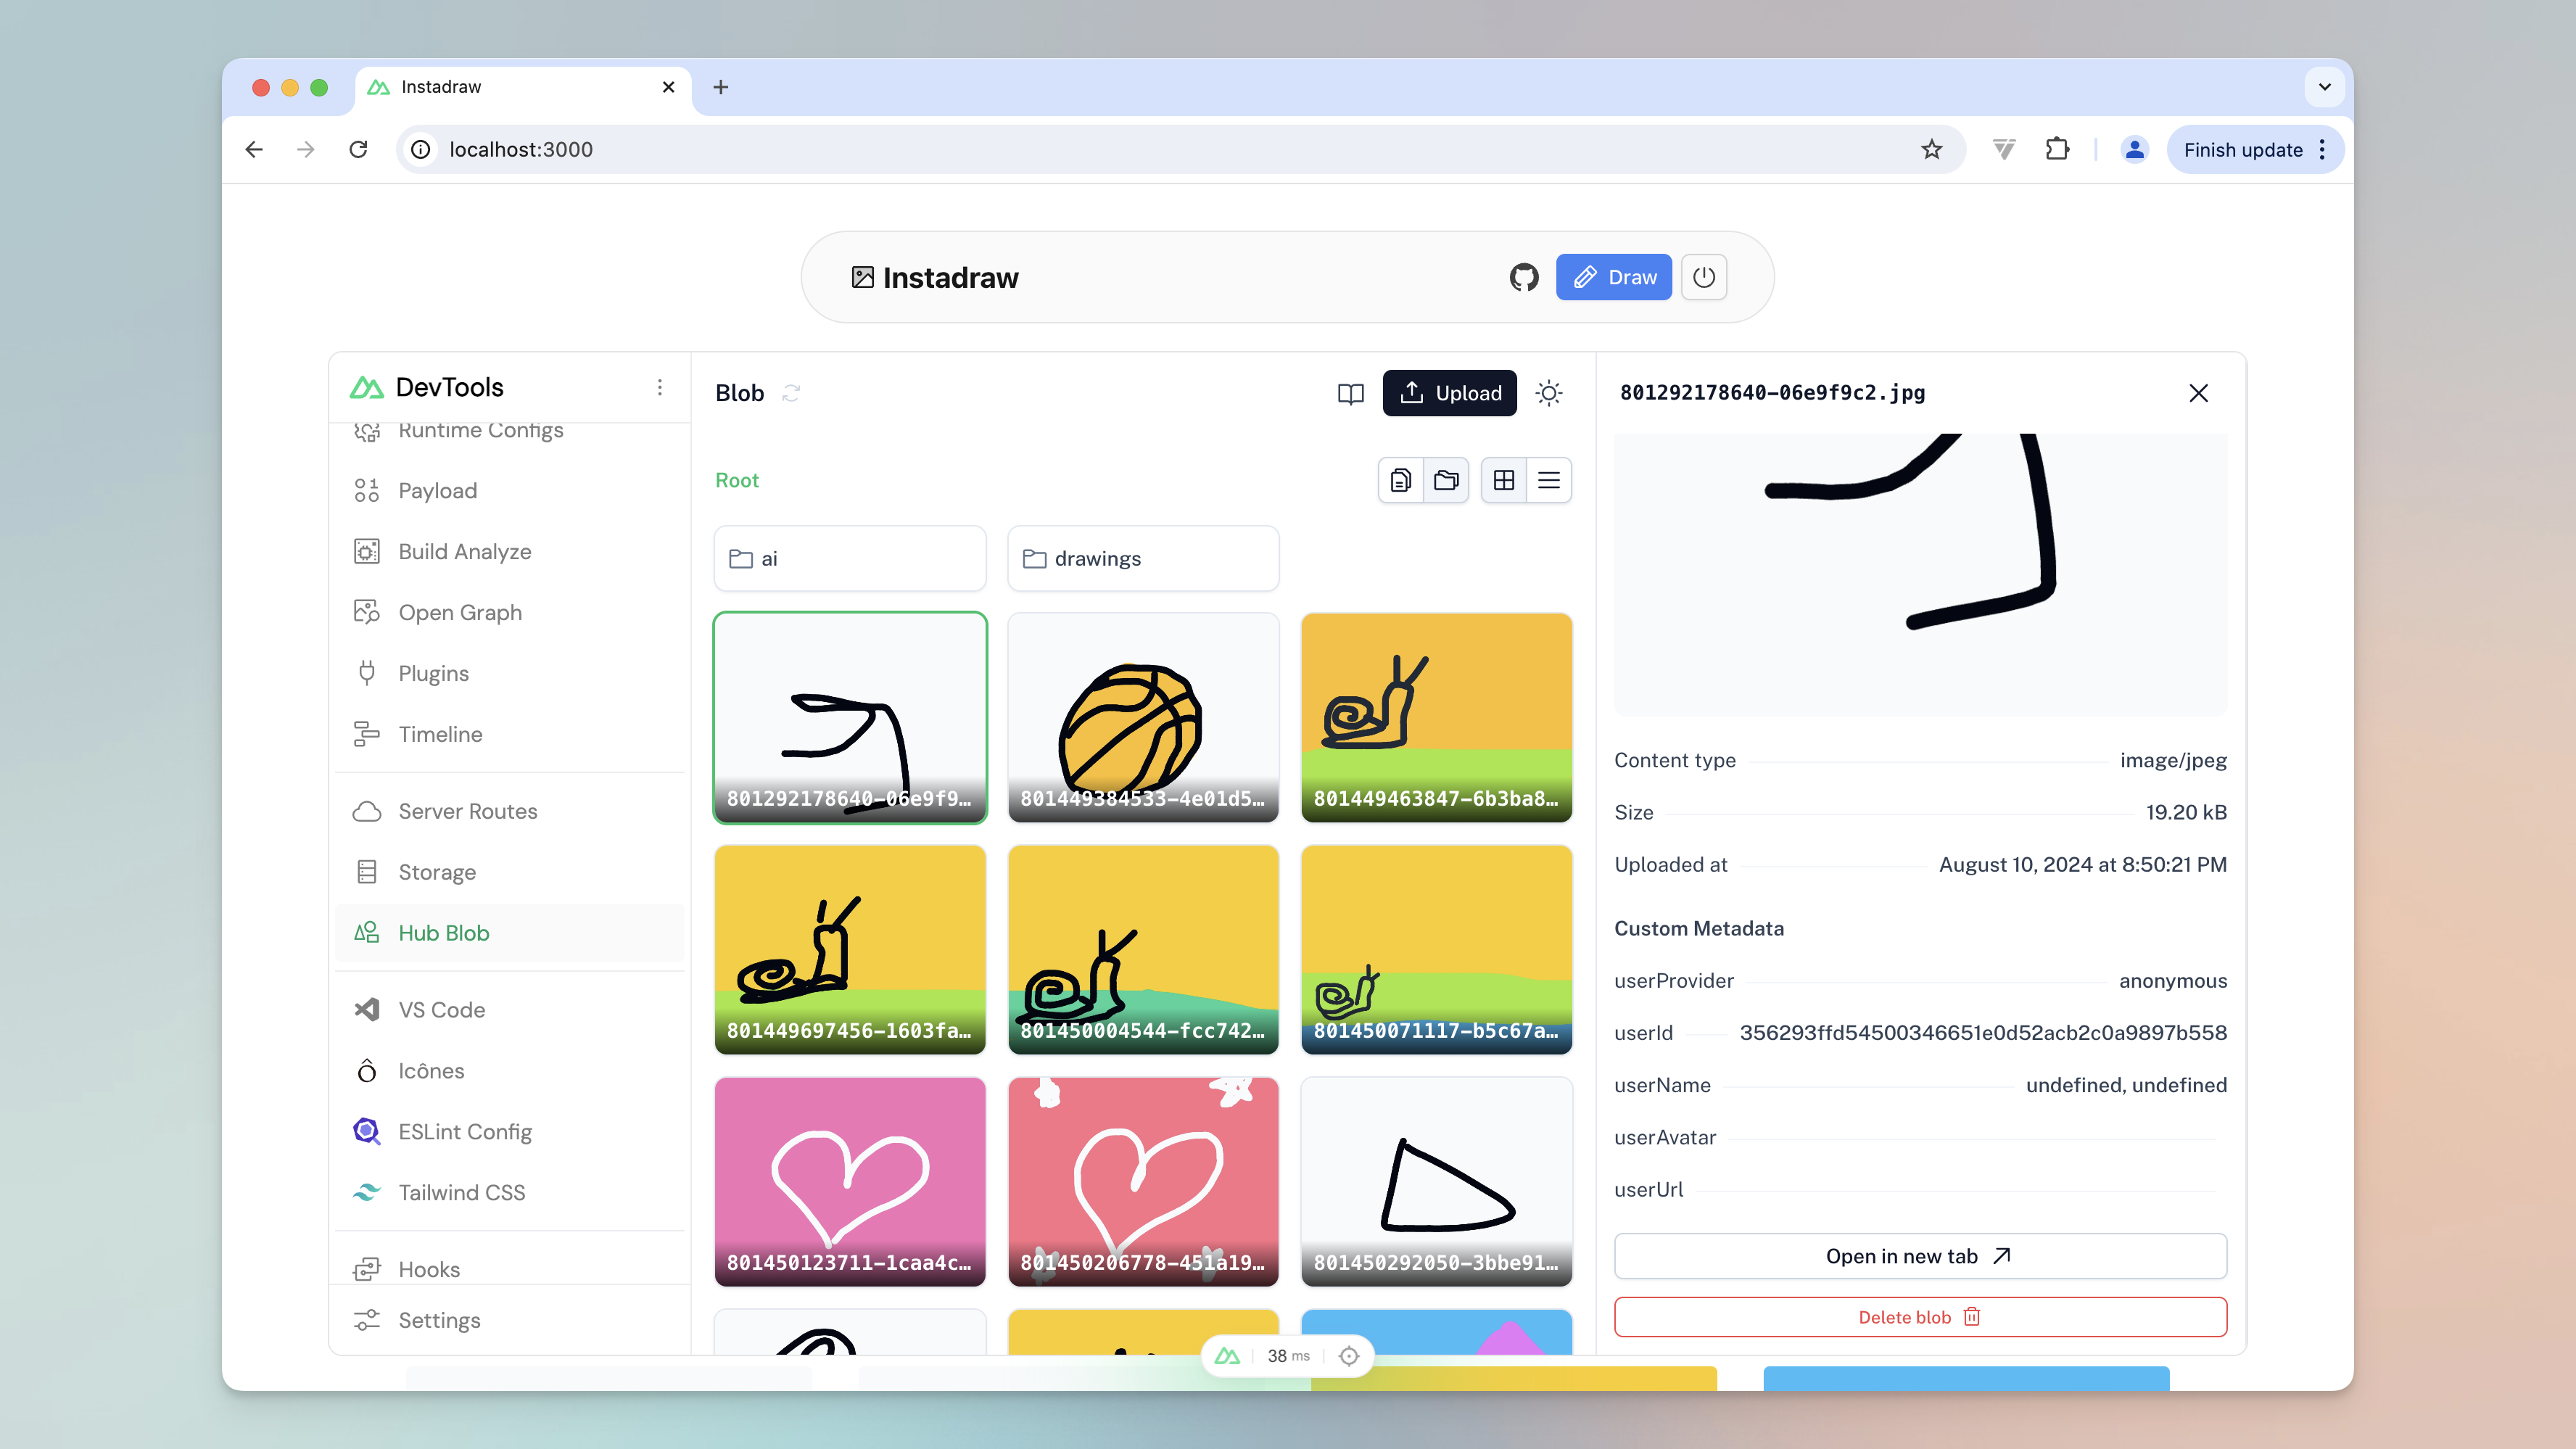 Instadraw
localhost:3000
Finish update
Instadraw
Draw
DevTools
Runtime Configs
Payload
Build Analyze
Open Graph
Plugins
Timeline
Server Routes
Storage
Hub Blob
VS Code
Icônes
ESLint Config
Tailwind CSS
Hooks
Settings
Blob
Upload
Root
ai
drawings
801292178640-06e9f9…
801449384533-4e01d5…
801449463847-6b3ba8…
801449697456-1603fa…
801450004544-fcc742…
801450071117-b5c67a…
801450123711-1caa4c…
801450206778-451a19…
801450292050-3bbe91…
38 ms
801292178640-06e9f9c2.jpg
Content type image/jpeg
Size 19.20 kB
Uploaded at August 10, 2024 at 8:50:21 PM
Custom Metadata
userProvider anonymous
userId 356293ffd54500346651e0d52acb2c0a9897b558
userName undefined, undefined
userAvatar
userUrl
Open in new tab
Delete blob